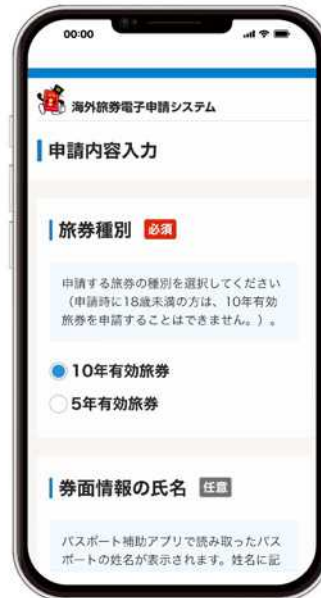 00:00
海外旅券電子申請システム
申請内容入力
旅券種別 必須
申請する旅券の種別を選択してください
（申請時に18歳未満の方は、10年有効
旅券を申請することはできません。）。
10年有効旅券
5年有効旅券
券面情報の氏名 任意
パスポート補助アプリで読み取ったパス
ポートの姓名が表示されます。姓名に記